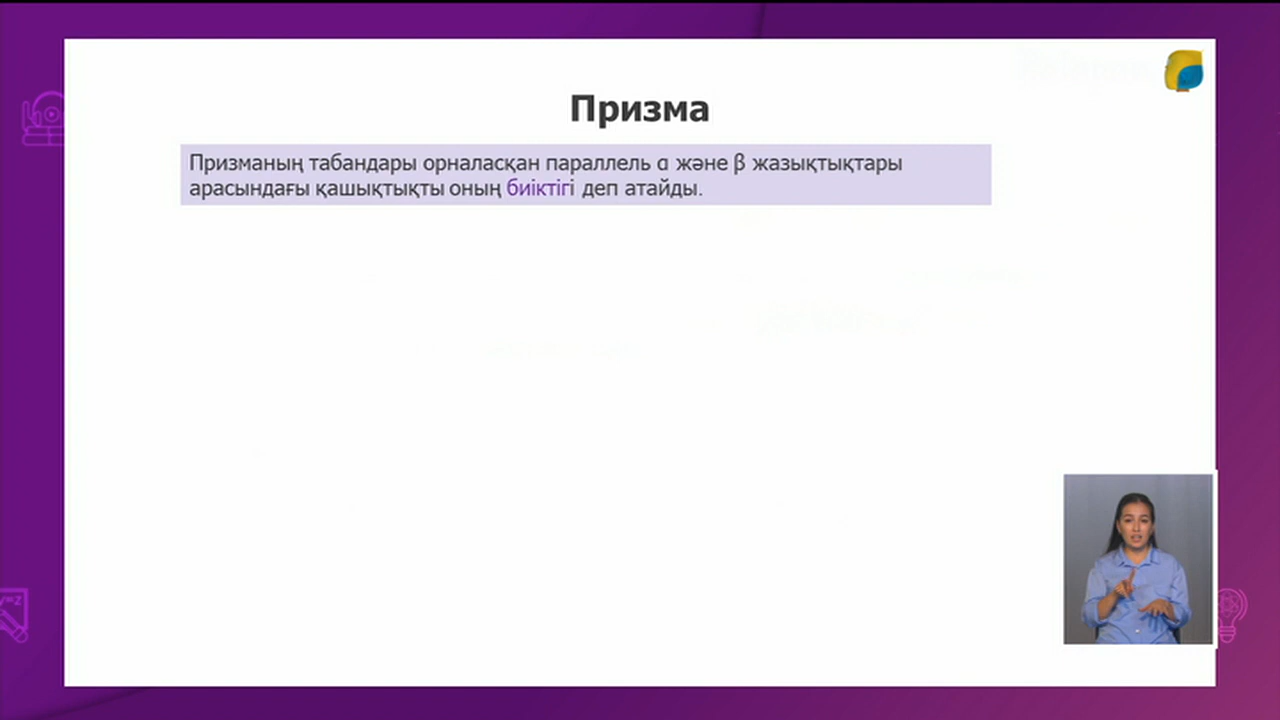 Призма
Призманың табандары орналасқан параллель α және β жазықтықтары
арасындағы қашықтықты оның биіктігі деп атайды.